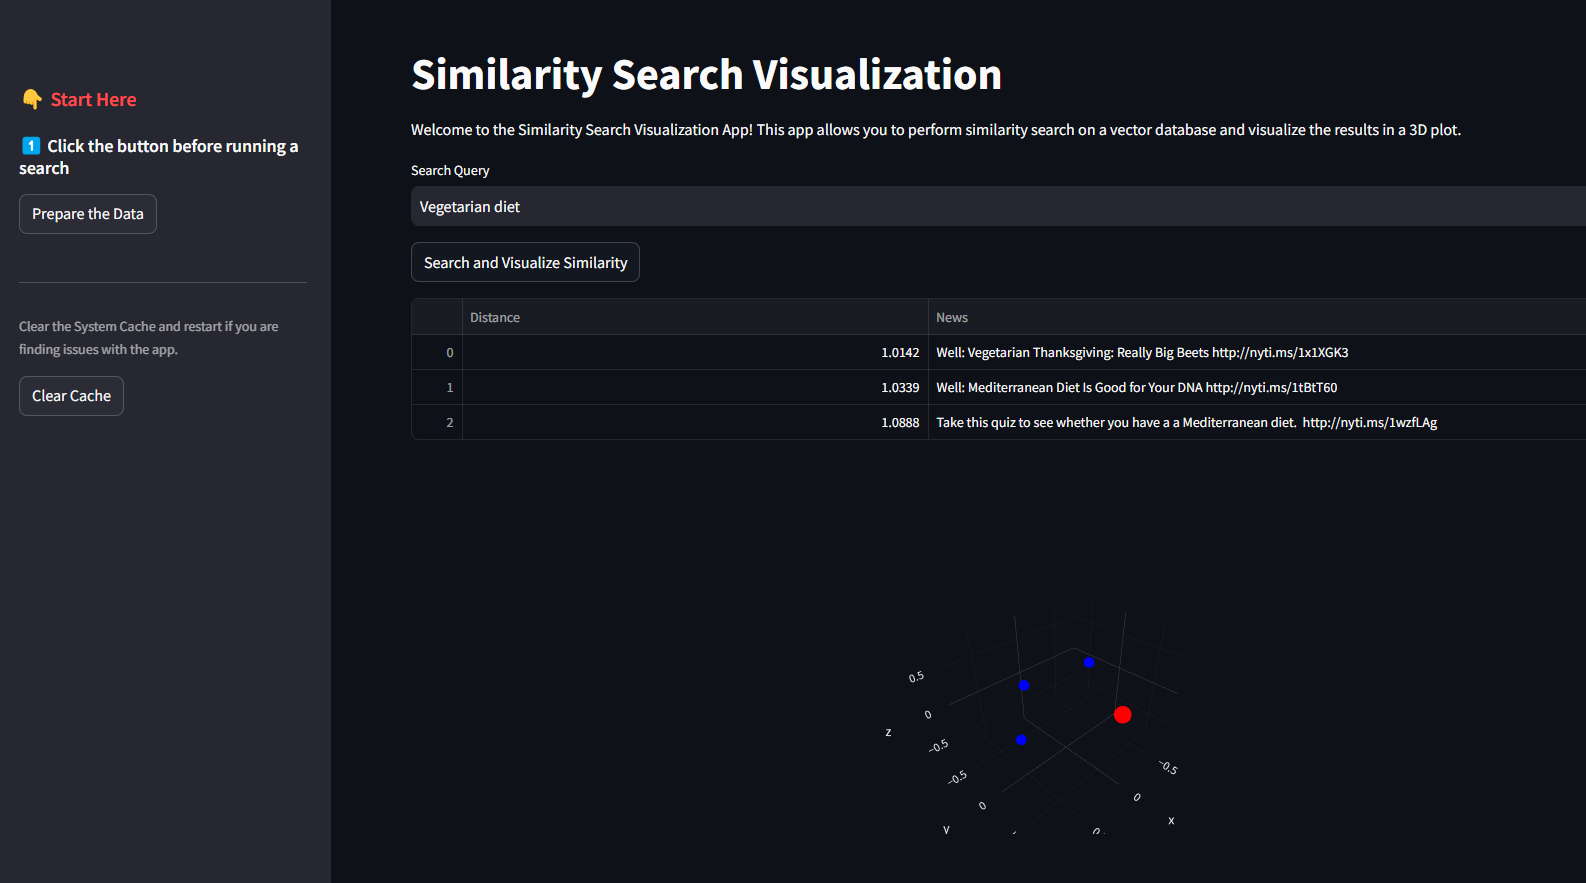 👇 Start Here
1 Click the button before running a
search
Prepare the Data
Clear the System Cache and restart if you are
finding issues with the app.
Clear Cache
Similarity Search Visualization
Welcome to the Similarity Search Visualization App! This app allows you to perform similarity search on a vector database and visualize the results in a 3D plot.
Search Query
Vegetarian diet
Search and Visualize Similarity
Distance News
0 1.0142 Well: Vegetarian Thanksgiving: Really Big Beets http://nyti.ms/1x1XGK3
1 1.0339 Well: Mediterranean Diet Is Good for Your DNA http://nyti.ms/1tBtT60
2 1.0888 Take this quiz to see whether you have a a Mediterranean diet.  http://nyti.ms/1wzfLAg
0.5
0
z
−0.5
−0.5
−0.5
0
0
x
y